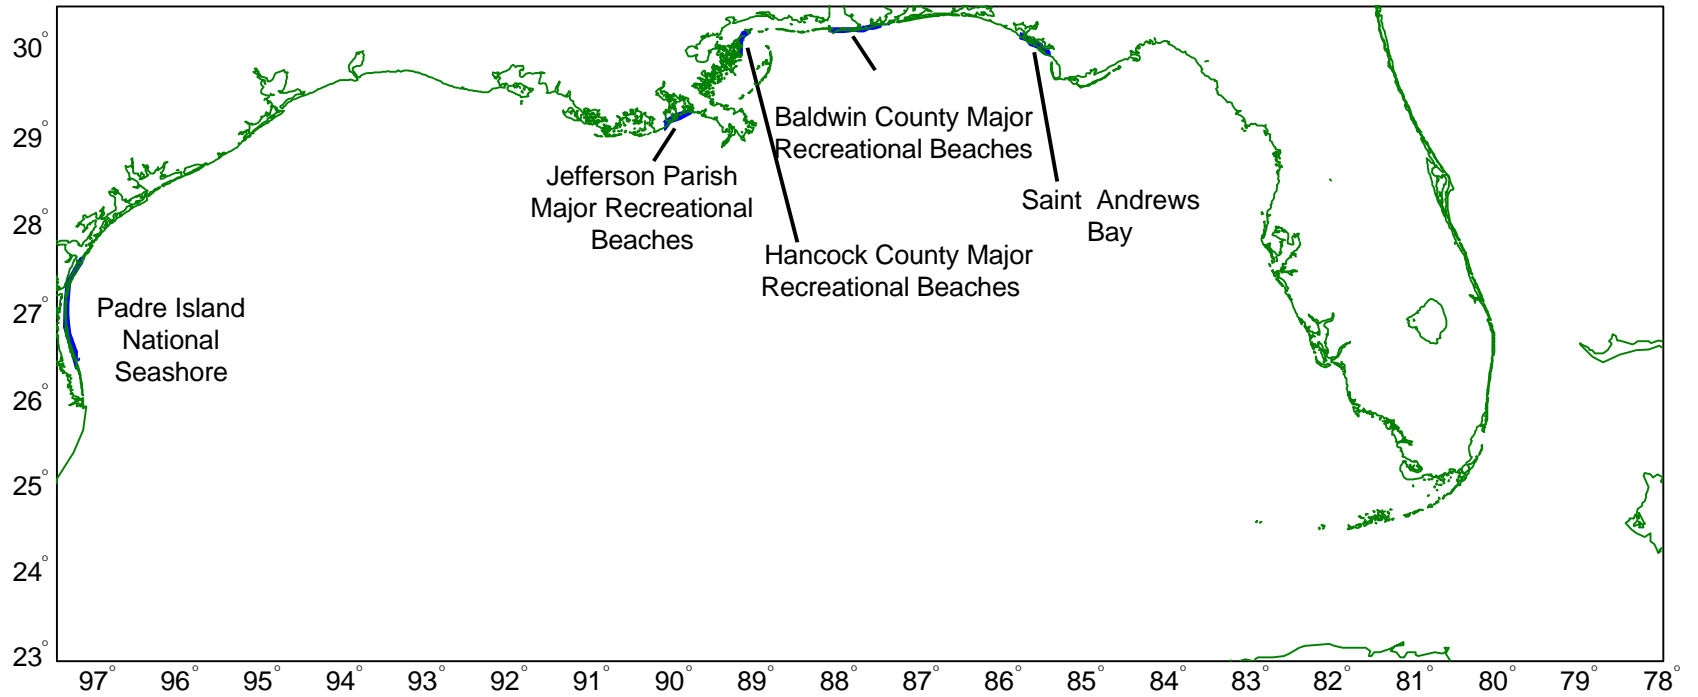 30°
29°
28°
27°
26°
25°
24°
23°
Baldwin County Major
Recreational Beaches
Jefferson Parish
Major Recreational
Beaches
Saint  Andrews
Bay
Hancock County Major
Recreational Beaches
Padre Island
National
Seashore
97° 96° 95° 94° 93° 92° 91° 90° 89° 88° 87° 86° 85° 84° 83° 82° 81° 80° 79° 78°